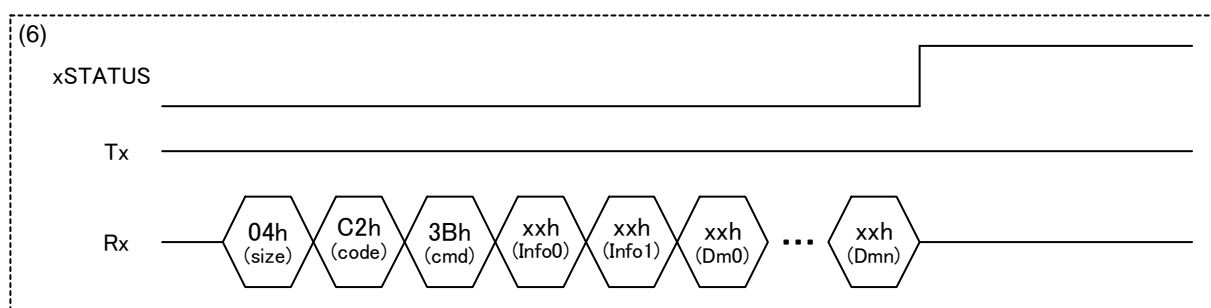 (6)
xSTATUS
Tx
Rx
04h
(size)
C2h
(code)
3Bh
(cmd)
xxh
(Info0)
xxh
(Info1)
xxh
(Dm0)
...
xxh
(Dmn)